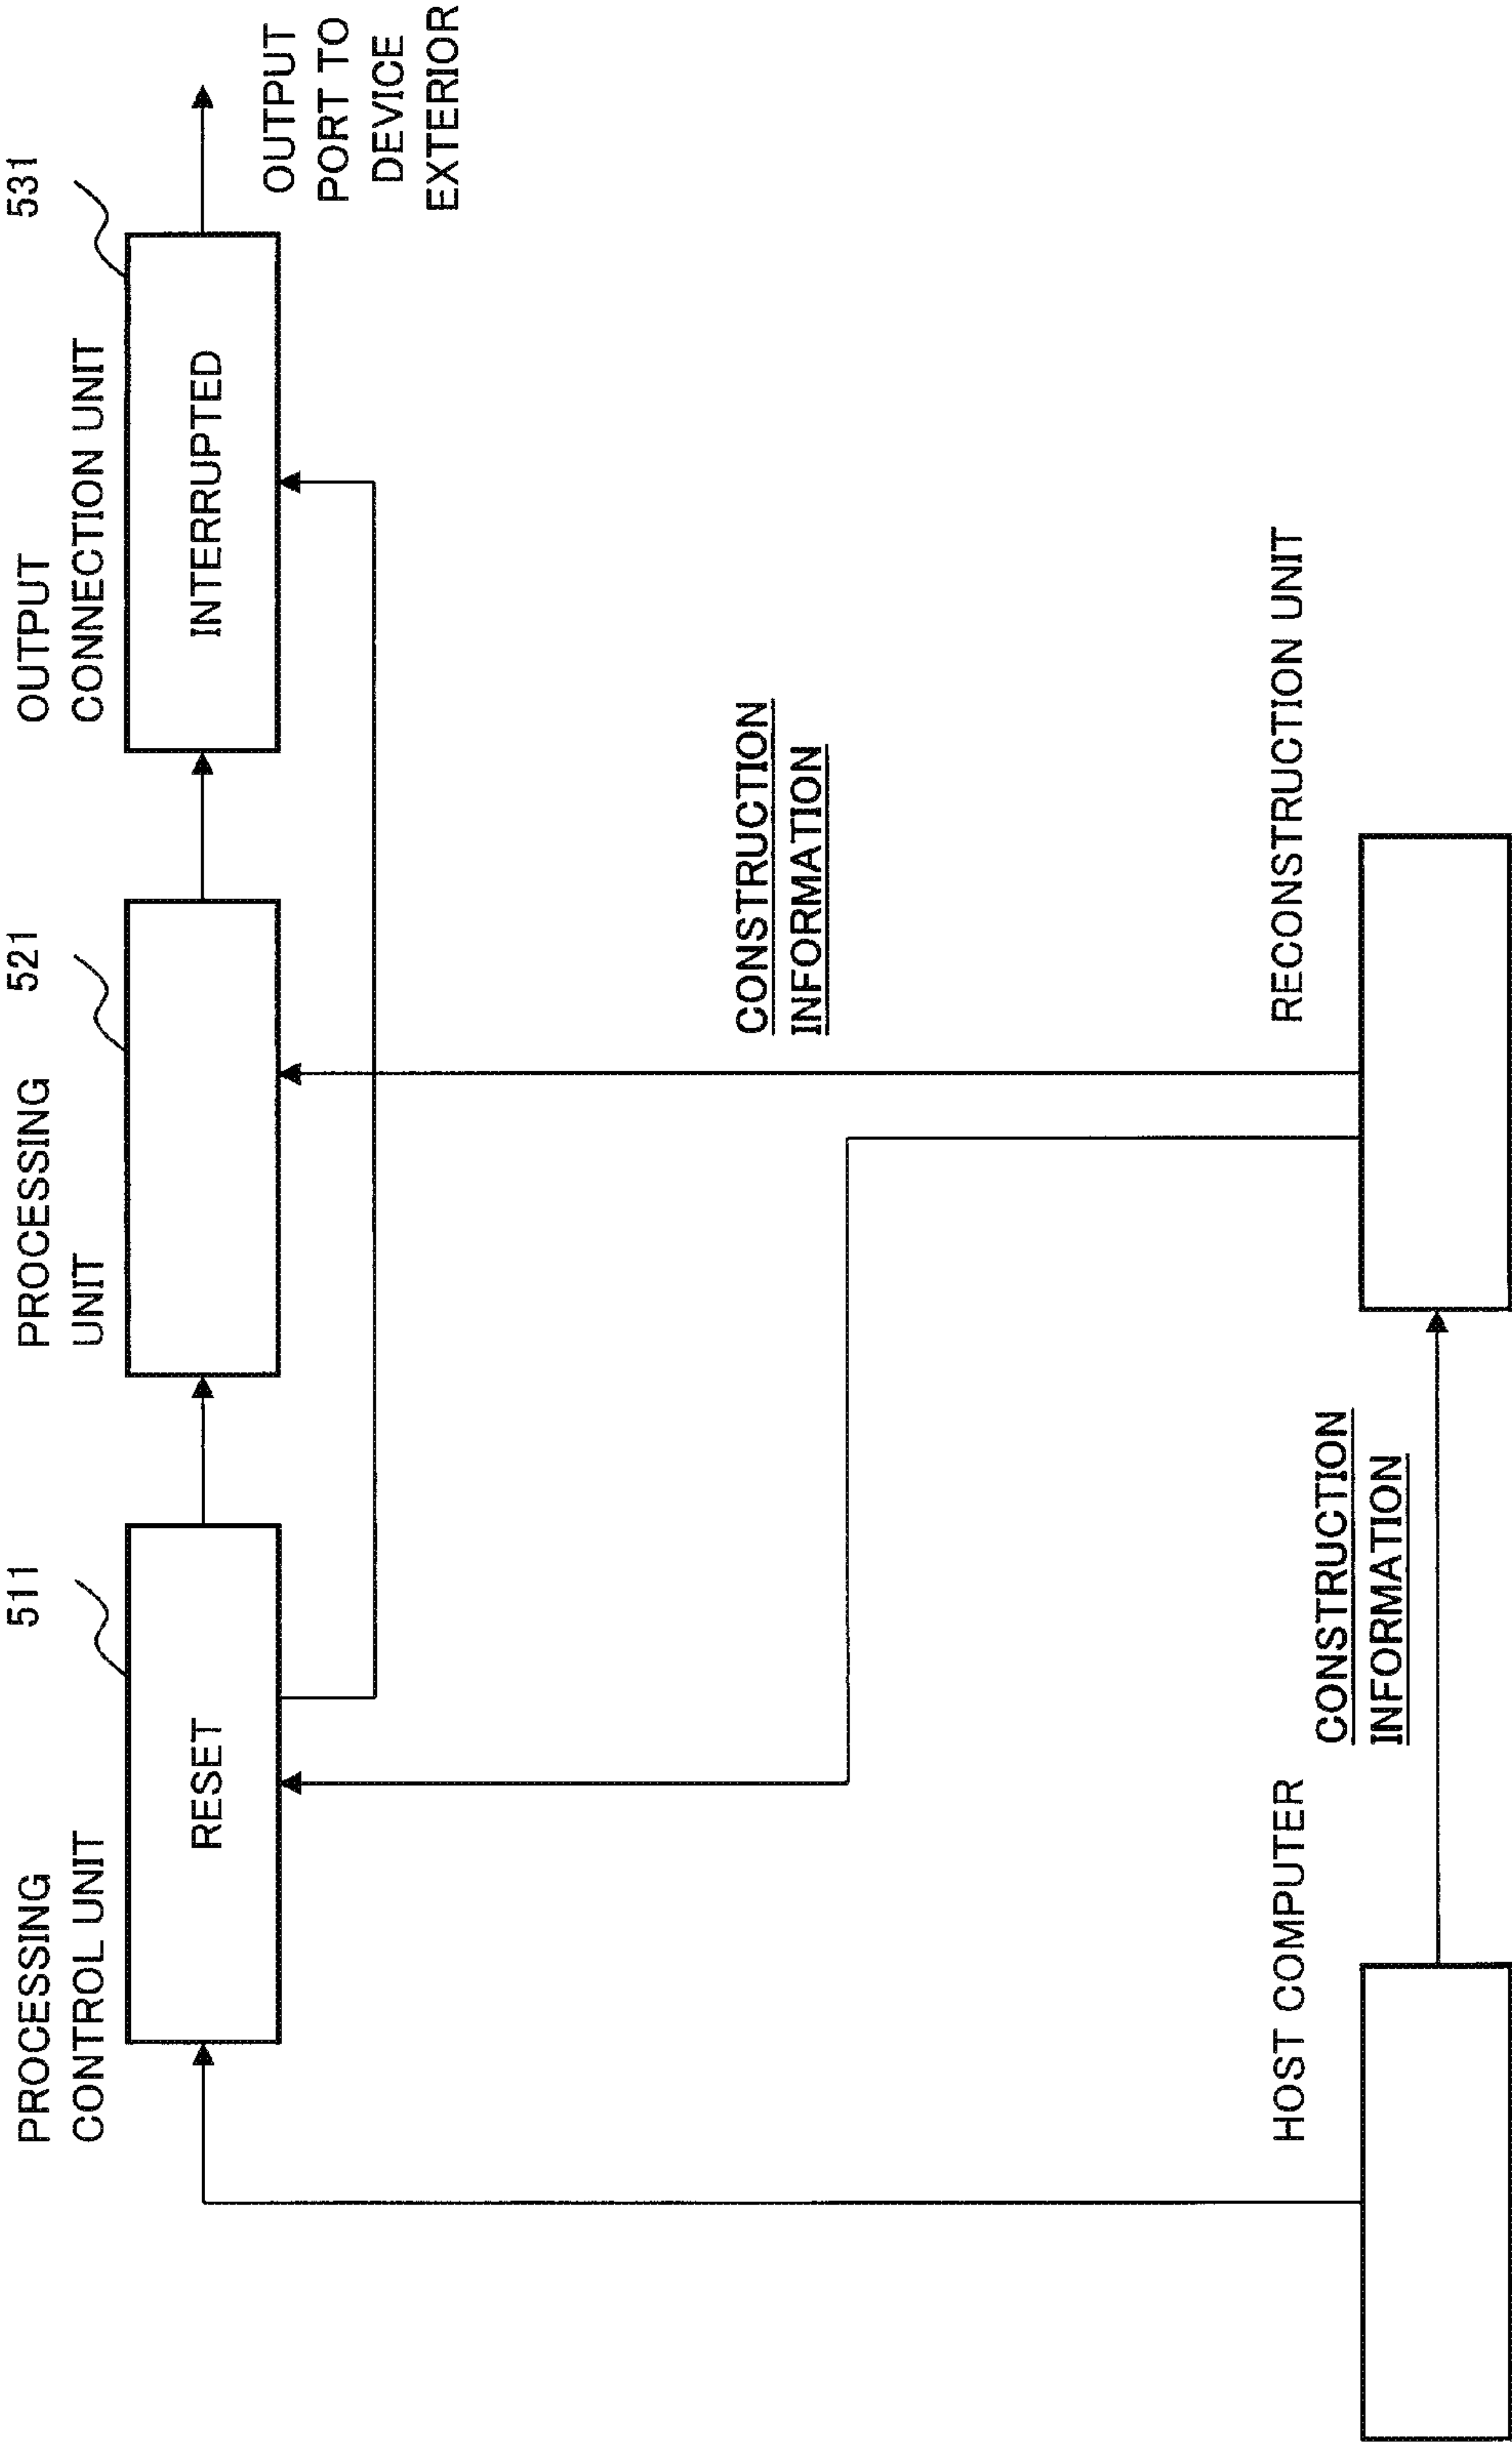 PROCESSING
CONTROL UNIT
511
RESET
PROCESSING
UNIT
521
OUTPUT
CONNECTION UNIT
531
INTERRUPTED
OUTPUT
PORT TO
DEVICE
EXTERIOR
CONSTRUCTION
INFORMATION
HOST COMPUTER
CONSTRUCTION
INFORMATION
RECONSTRUCTION UNIT